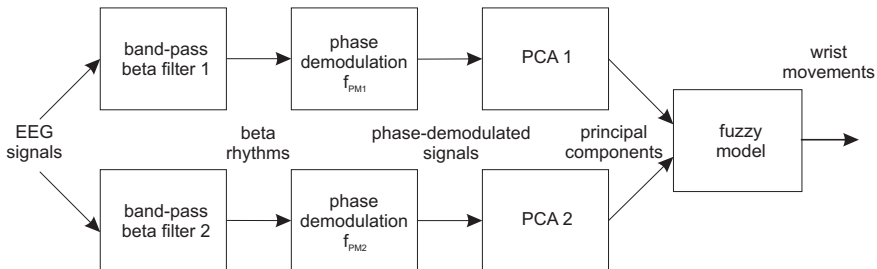 band-pass
beta filter 1
phase
demodulation
fPM1
PCA 1
wrist
movements
EEG
signals
beta
rhythms
phase-demodulated
signals
principal
components
fuzzy
model
band-pass
beta filter 2
phase
demodulation
fPM2
PCA 2